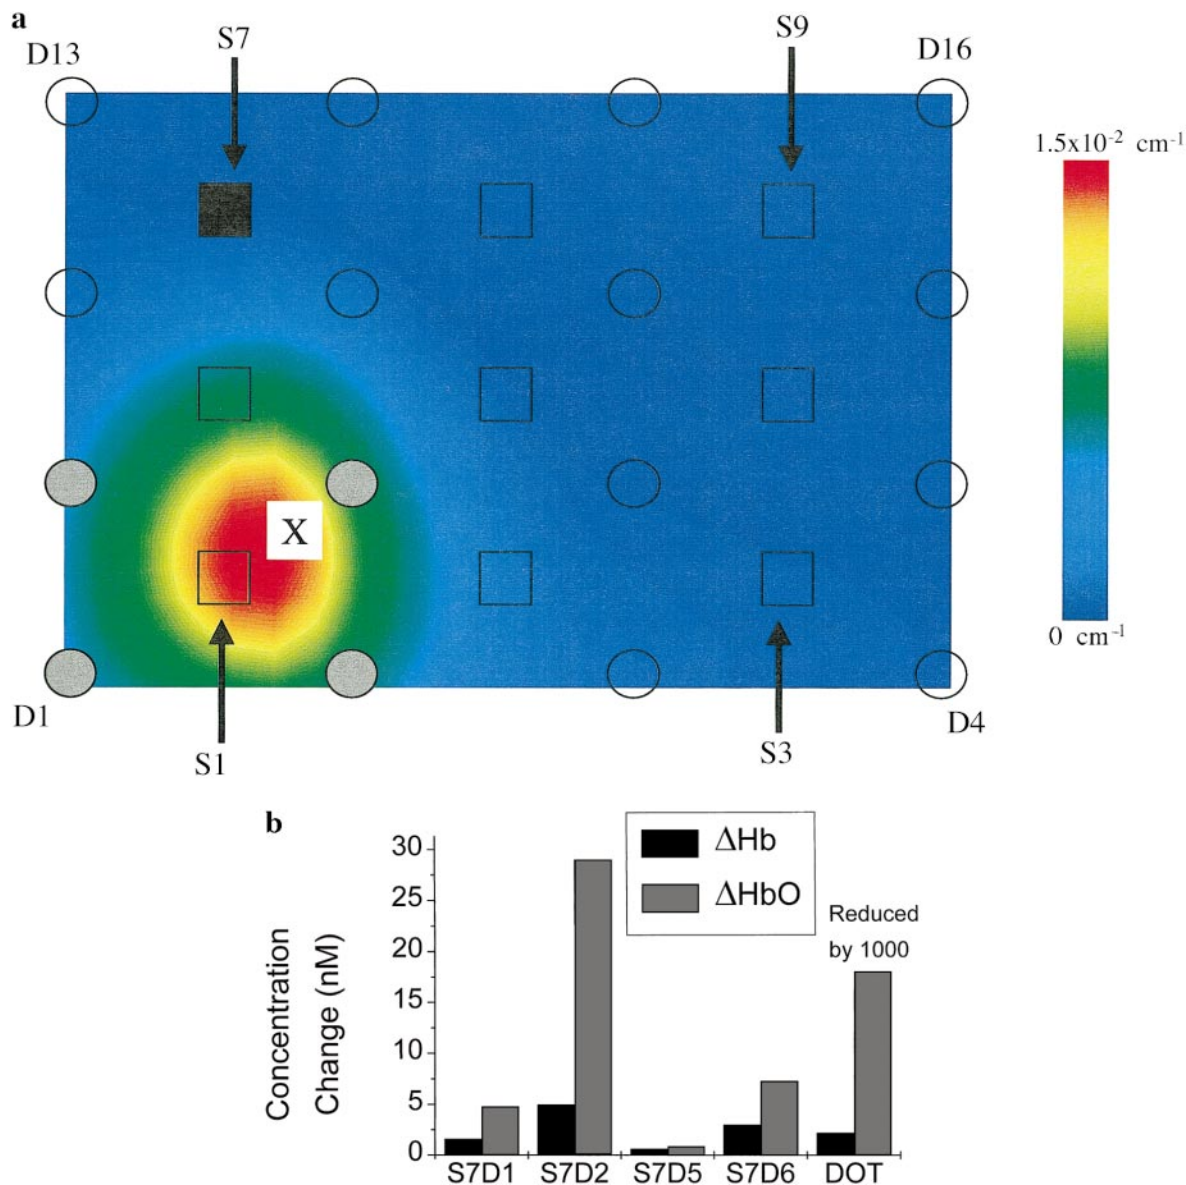 a
S7
S9
D13
D16
1.5x10⁻² cm⁻¹
X
0 cm⁻¹
D1
D4
S1
S3
b
ΔHb
ΔHbO
Reduced
by 1000
Concentration
Change (nM)
30
25
20
15
10
5
0
S7D1 S7D2 S7D5 S7D6 DOT